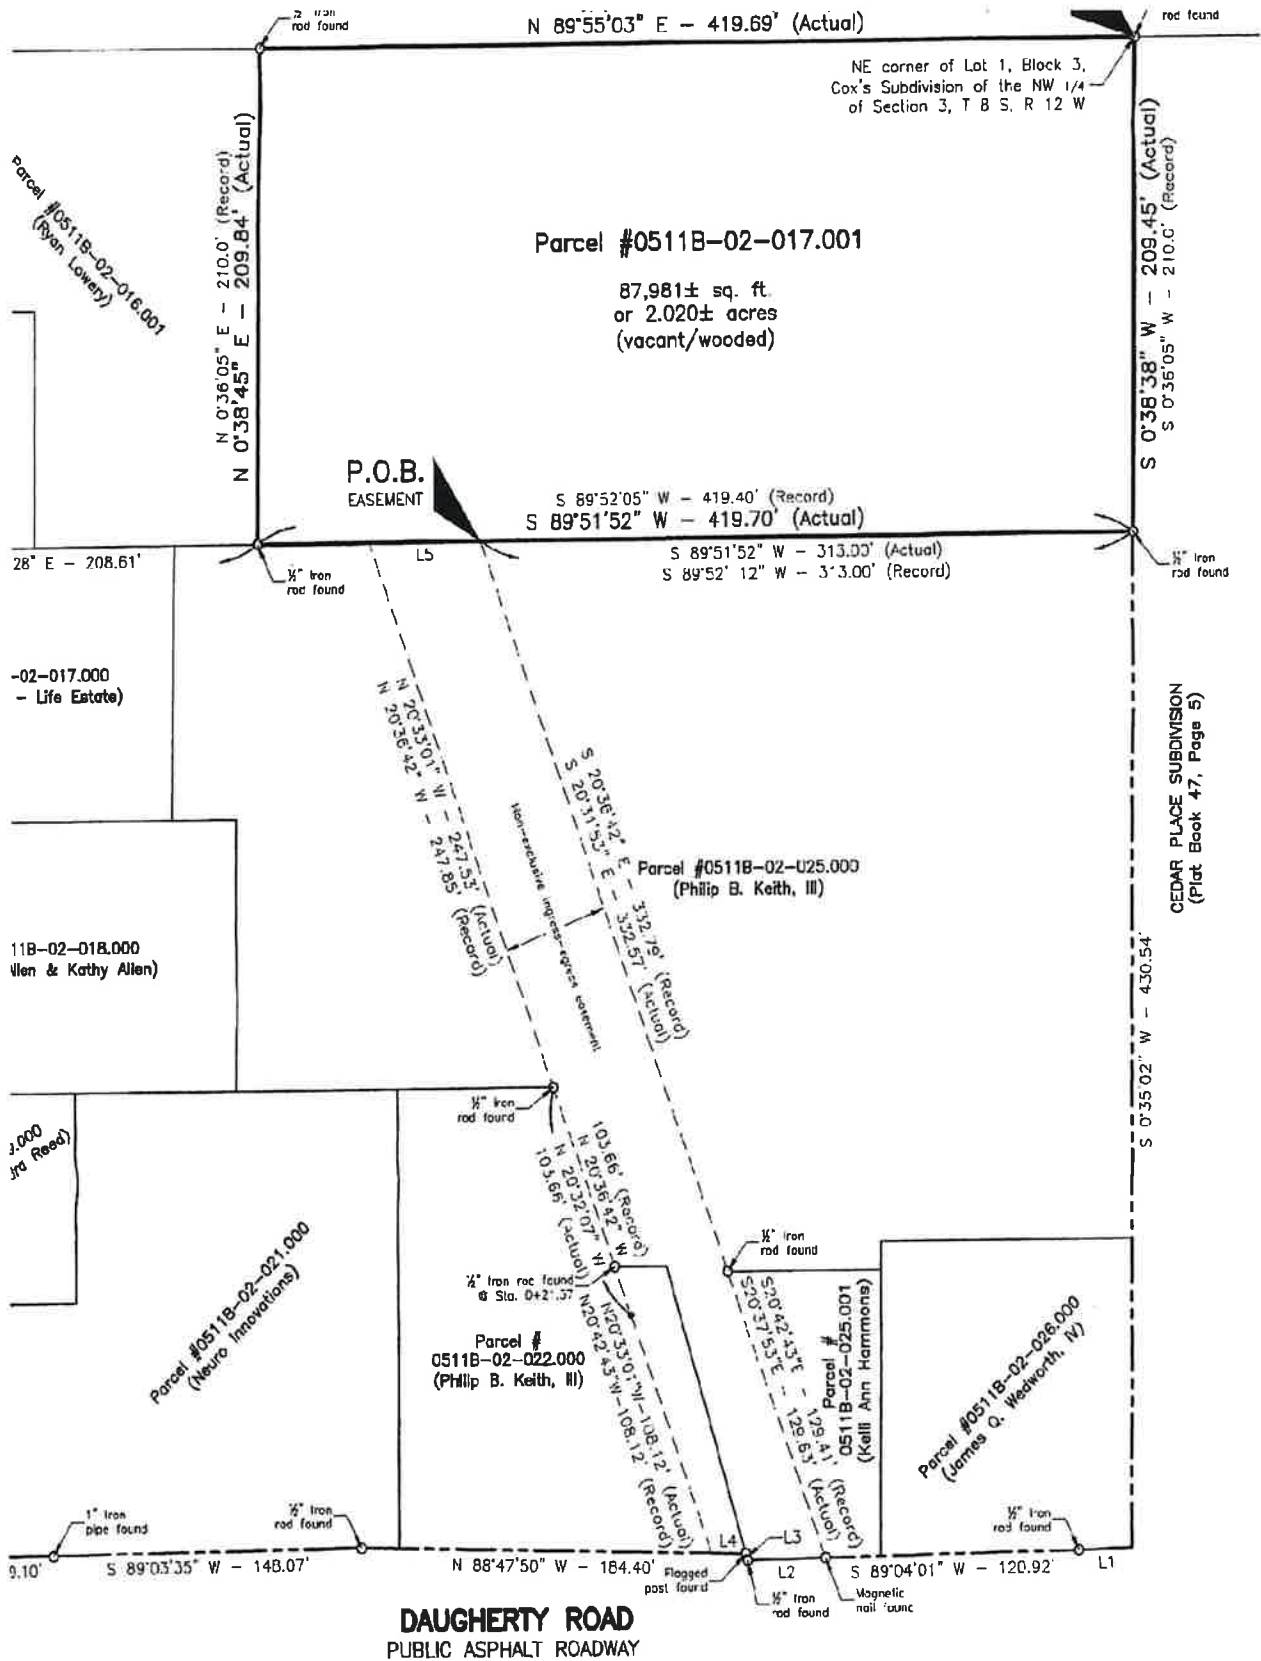 ½" Iron
rod found
N 89°55'03" E - 419.69' (Actual)
rod found
NE corner of Lot 1, Block 3,
Cox's Subdivision of the NW 1/4
of Section 3, T 8 S, R 12 W
Parcel #0511B-02-016.001
(Ryan Lowery)
N 0°36'05" E - 210.0' (Record)
N 0°38'45" E - 209.84' (Actual)
Parcel #0511B-02-017.001
87,981± sq. ft.
or 2.020± acres
(vacant/wooded)
S 0°38'38" W - 209.45' (Actual)
S 0°36'05" W - 210.0' (Record)
P.O.B.
EASEMENT
S 89°52'05" W - 419.40' (Record)
S 89°51'52" W - 419.70' (Actual)
L5
S 89°51'52" W - 313.00' (Actual)
S 89°52' 12" W - 313.00' (Record)
28" E - 208.61'
½" Iron
rod found
½" Iron
rod found
-02-017.000
- Life Estate)
N 20°33'01" W - 247.53' (Actual)
N 20°36'42" W - 247.85' (Record)
Non-exclusive ingress-egress easement
S 20°36'42" E - 332.79' (Record)
S 20°31'53" E - 332.57' (Actual)
Parcel #0511B-02-025.000
(Philip B. Keith, III)
CEDAR PLACE SUBDIVISION
(Plat Book 47, Page 5)
11B-02-018.000
Allen & Kathy Allen)
S 0°35'02" W - 430.54'
½" Iron
rod found
.000
Reed)
103.66' (Record)
N 20°36'42" W
N 20°32'07" W
103.66' (Actual)
½" Iron
rod found
½" Iron rod found
@ Sta. 0+21.37
Parcel #0511B-02-021.000
(Neuro Innovations)
Parcel #
0511B-02-022.000
(Philip B. Keith, III)
N20°33'01"W-108.12' (Actual)
N20°42'43"W-108.12' (Record)
S20°42'43"E - 129.41' (Record)
S20°37'53"E - 129.63' (Actual)
Parcel #
0511B-02-025.001
(Kelli Ann Hammons)
Parcel #0511B-02-026.000
(James Q. Wedworth, IV)
1" Iron
pipe found
½" Iron
rod found
½" Iron
rod found
L4
L3
9.10'
S 89°03'35" W - 148.07'
N 88°47'50" W - 184.40'
L2
S 89°04'01" W - 120.92'
L1
Flagged
post found
½" Iron
rod found
Magnetic
nail found
DAUGHERTY ROAD
PUBLIC ASPHALT ROADWAY